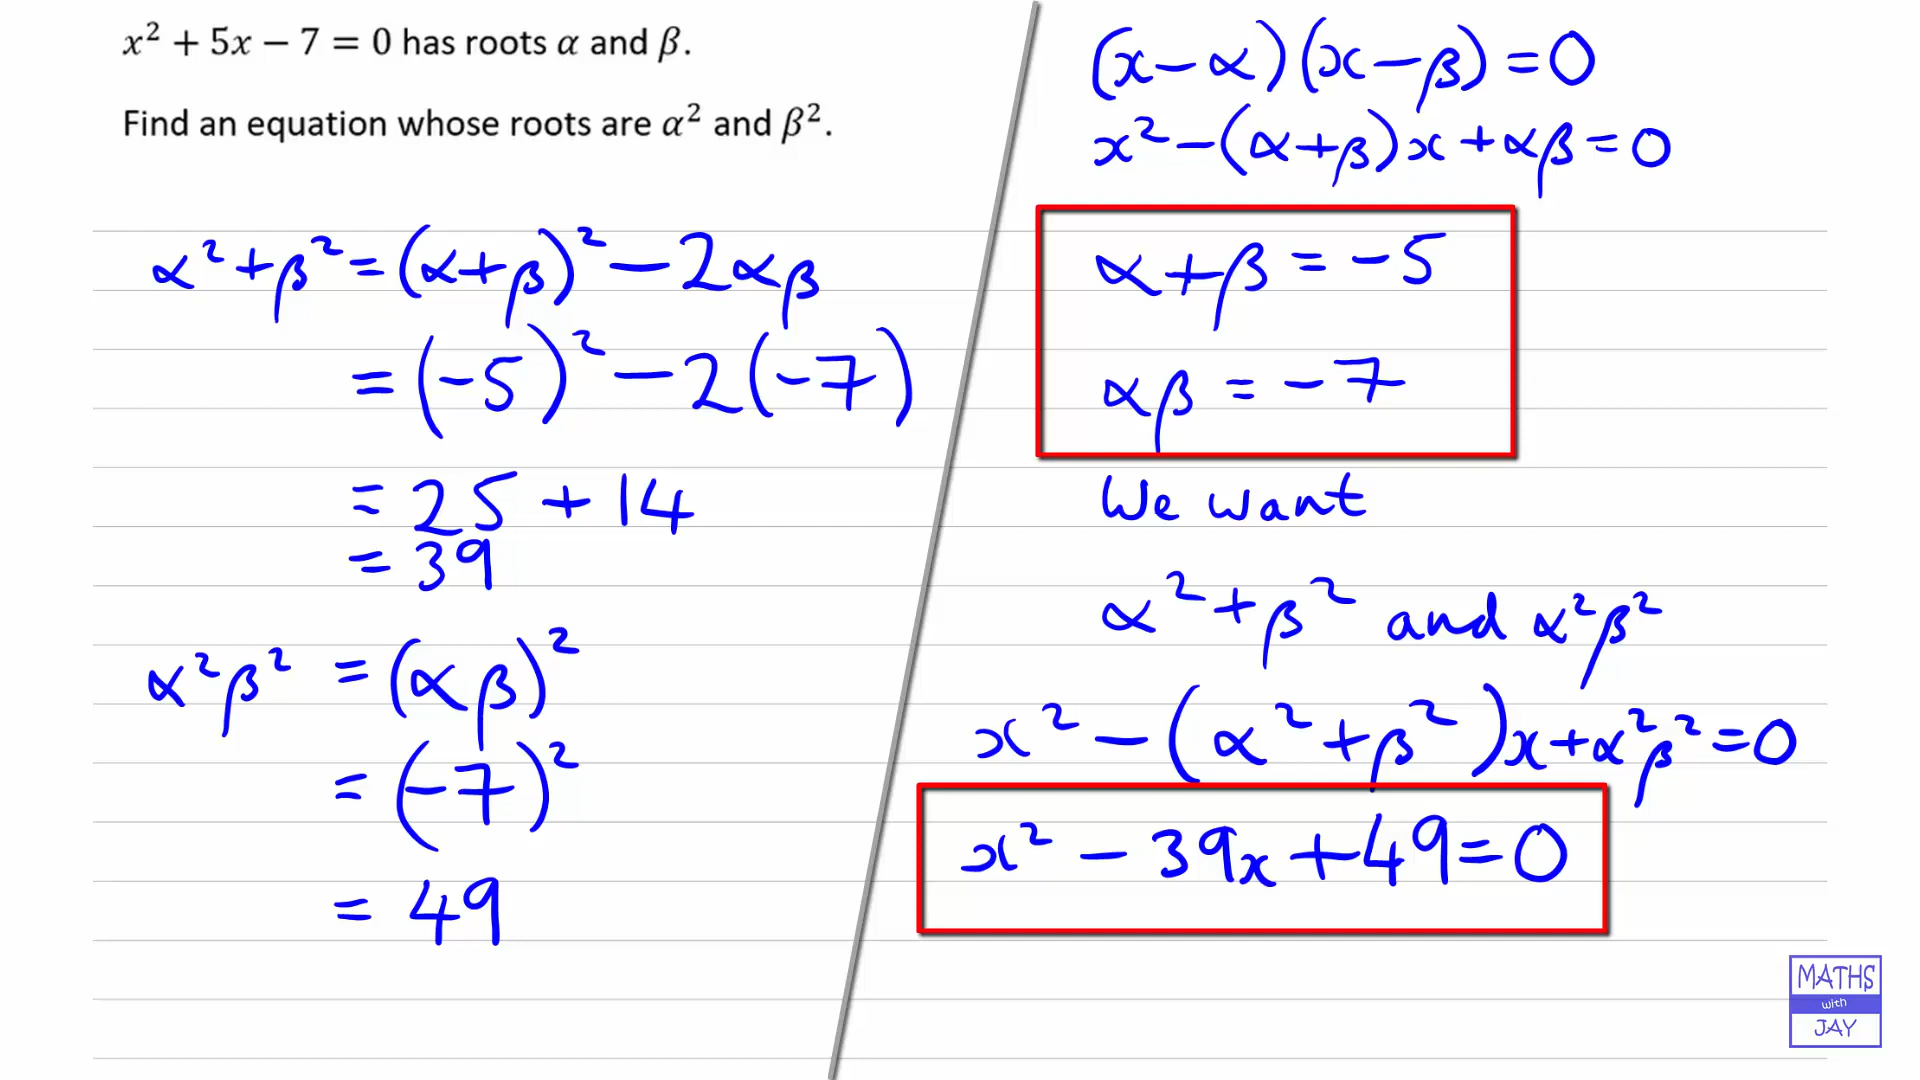 x² + 5x − 7 = 0 has roots α and β.
Find an equation whose roots are α² and β².
α²+β²=(α+β)²−2αβ
=(−5)²−2(−7)
=25+14
=39
α²β²=(αβ)²
=(−7)²
=49
(x−α)(x−β)=0
x²−(α+β)x+αβ=0
α+β=−5
αβ=−7
We want
α²+β² and α²β²
x²−(α²+β²)x+α²β²=0
x²−39x+49=0
MATHS
with
JAY